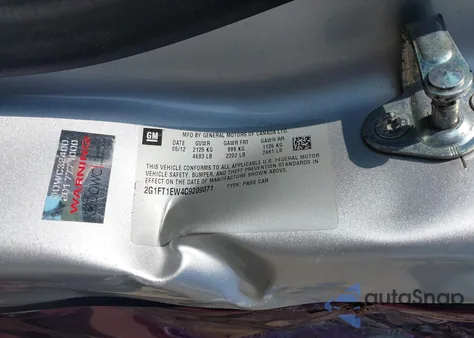 GM
MFD BY GENERAL MOTORS OF CANADA LTD
DATE GVWR GAWR FRT GAWR RR
05/12 2125 KG 999 KG 1126 KG
4683 LB 2202 LB 2481 LB
THIS VEHICLE CONFORMS TO ALL APPLICABLE U.S. FEDERAL MOTOR
VEHICLE SAFETY, BUMPER, AND THEFT PREVENTION STANDARDS IN
EFFECT ON THE DATE OF MANUFACTURE SHOWN ABOVE.
2G1FT1EW4C9209071 TYPE: PASS CAR
WARNING
autoSnap